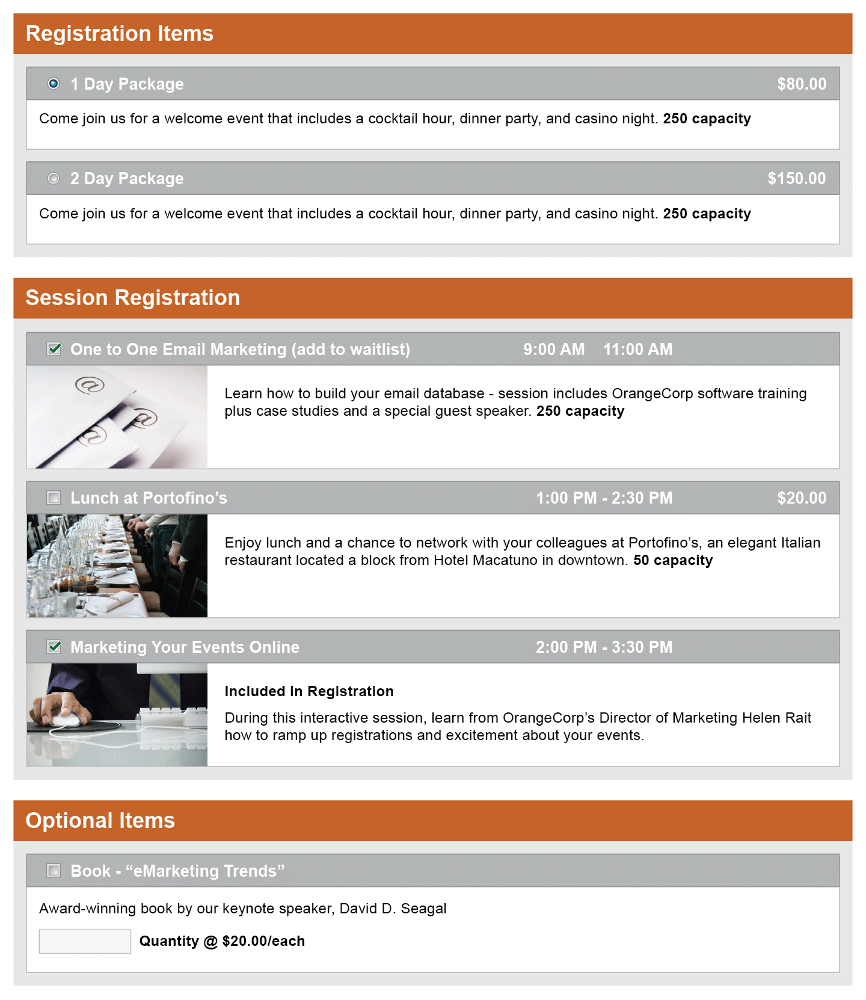 Registration Items
1 Day Package $80.00
Come join us for a welcome event that includes a cocktail hour, dinner party, and casino night. 250 capacity
2 Day Package $150.00
Come join us for a welcome event that includes a cocktail hour, dinner party, and casino night. 250 capacity
Session Registration
One to One Email Marketing (add to waitlist) 9:00 AM 11:00 AM
@
@
@
Learn how to build your email database - session includes OrangeCorp software training
plus case studies and a special guest speaker. 250 capacity
Lunch at Portofino’s 1:00 PM - 2:30 PM $20.00
Enjoy lunch and a chance to network with your colleagues at Portofino’s, an elegant Italian
restaurant located a block from Hotel Macatuno in downtown. 50 capacity
Marketing Your Events Online 2:00 PM - 3:30 PM
Included in Registration
During this interactive session, learn from OrangeCorp’s Director of Marketing Helen Rait
how to ramp up registrations and excitement about your events.
Optional Items
Book - “eMarketing Trends”
Award-winning book by our keynote speaker, David D. Seagal
Quantity @ $20.00/each